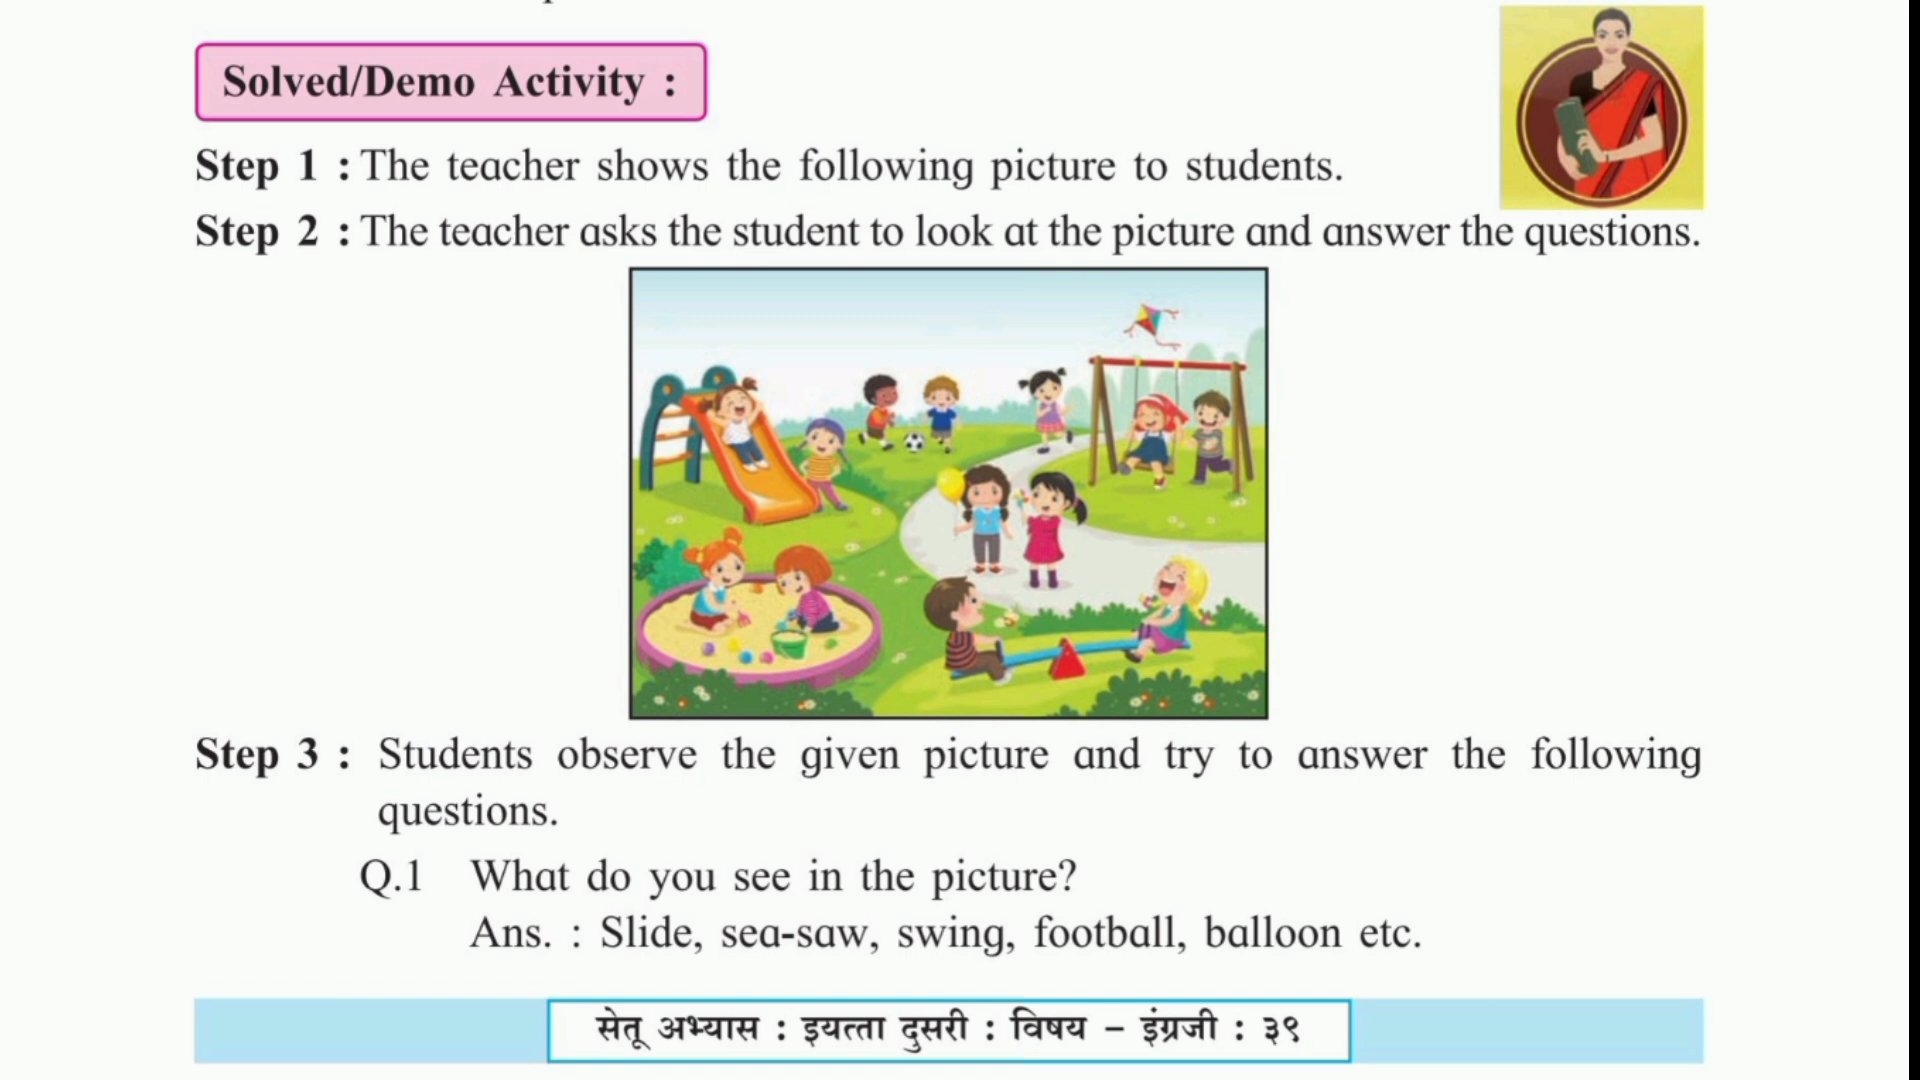 Solved/Demo Activity :
Step 1 : The teacher shows the following picture to students.
Step 2 : The teacher asks the student to look at the picture and answer the questions.
Step 3 : Students observe the given picture and try to answer the following
questions.
Q.1 What do you see in the picture?
Ans. : Slide, sea-saw, swing, football, balloon etc.
सेतू अभ्यास : इयत्ता दुसरी : विषय – इंग्रजी : ३९